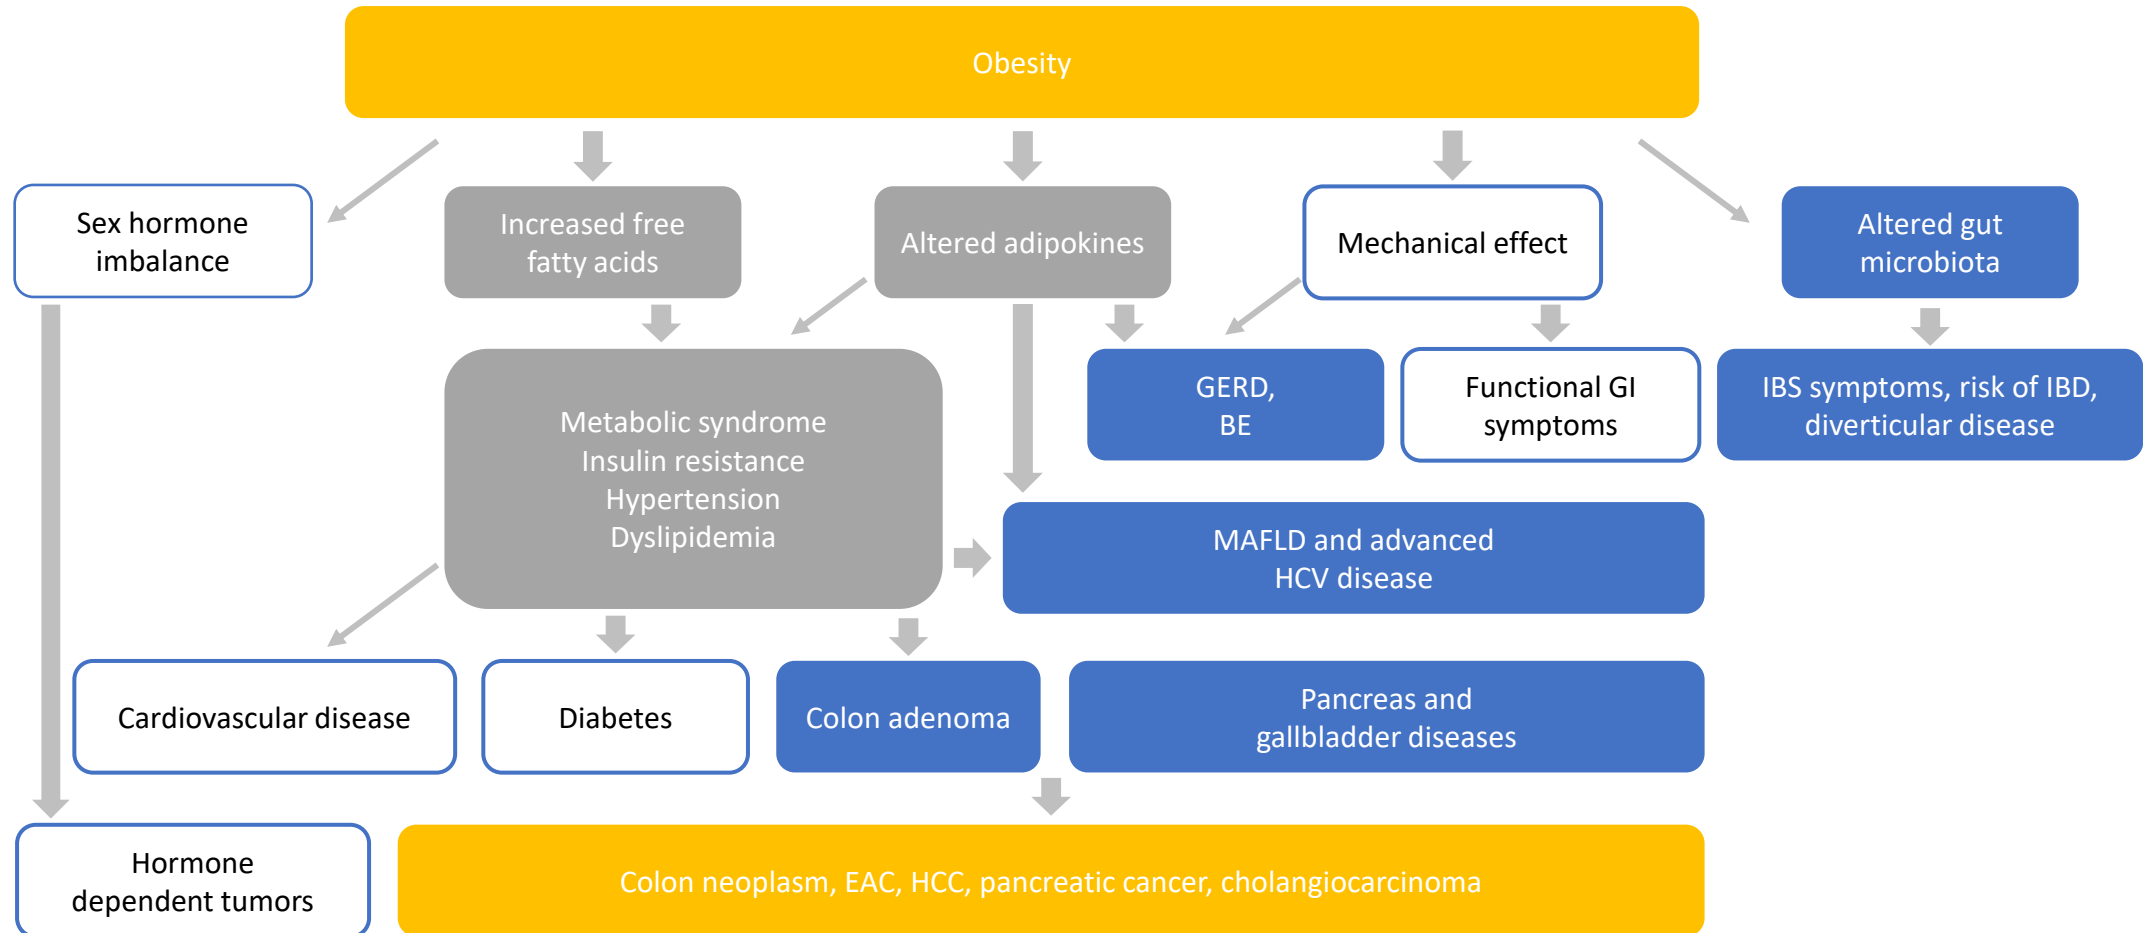 Obesity
Sex hormone
imbalance
Increased free
fatty acids
Altered adipokines
Mechanical effect
Altered gut
microbiota
Metabolic syndrome
Insulin resistance
Hypertension
Dyslipidemia
GERD,
BE
Functional GI
symptoms
IBS symptoms, risk of IBD,
diverticular disease
MAFLD and advanced
HCV disease
Cardiovascular disease
Diabetes
Colon adenoma
Pancreas and
gallbladder diseases
Hormone
dependent tumors
Colon neoplasm, EAC, HCC, pancreatic cancer, cholangiocarcinoma